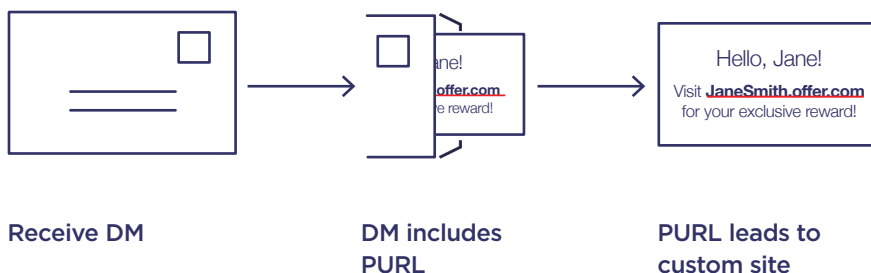 ane!
offer.com
e reward!
Hello, Jane!
Visit JaneSmith.offer.com
for your exclusive reward!
Receive DM
DM includes
PURL
PURL leads to
custom site